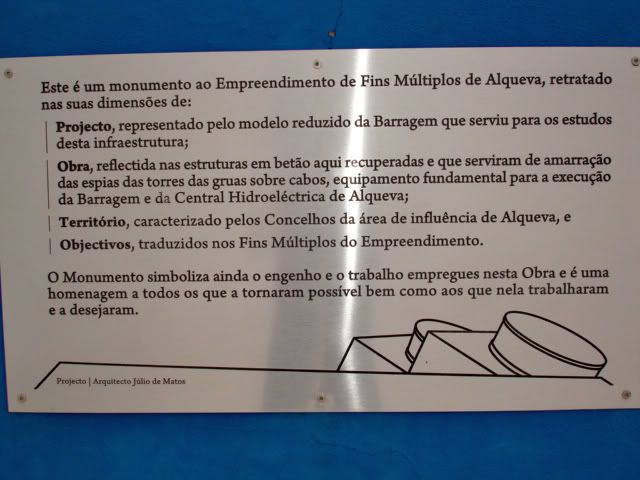 Este é um monumento ao Empreendimento de Fins Múltiplos de Alqueva, retratado
nas suas dimensões de:
Projecto, representado pelo modelo reduzido da Barragem que serviu para os estudos
desta infraestrutura;
Obra, reflectida nas estruturas em betão aqui recuperadas e que serviram de amarração
das espias das torres das gruas sobre cabos, equipamento fundamental para a execução
da Barragem e da Central Hidroeléctrica de Alqueva;
Território, caracterizado pelos Concelhos da área de influência de Alqueva, e
Objectivos, traduzidos nos Fins Múltiplos do Empreendimento.
O Monumento simboliza ainda o engenho e o trabalho empregues nesta Obra e é uma
homenagem a todos os que a tornaram possível bem como aos que nela trabalharam
e a desejaram.
Projecto | Arquitecto Júlio de Matos